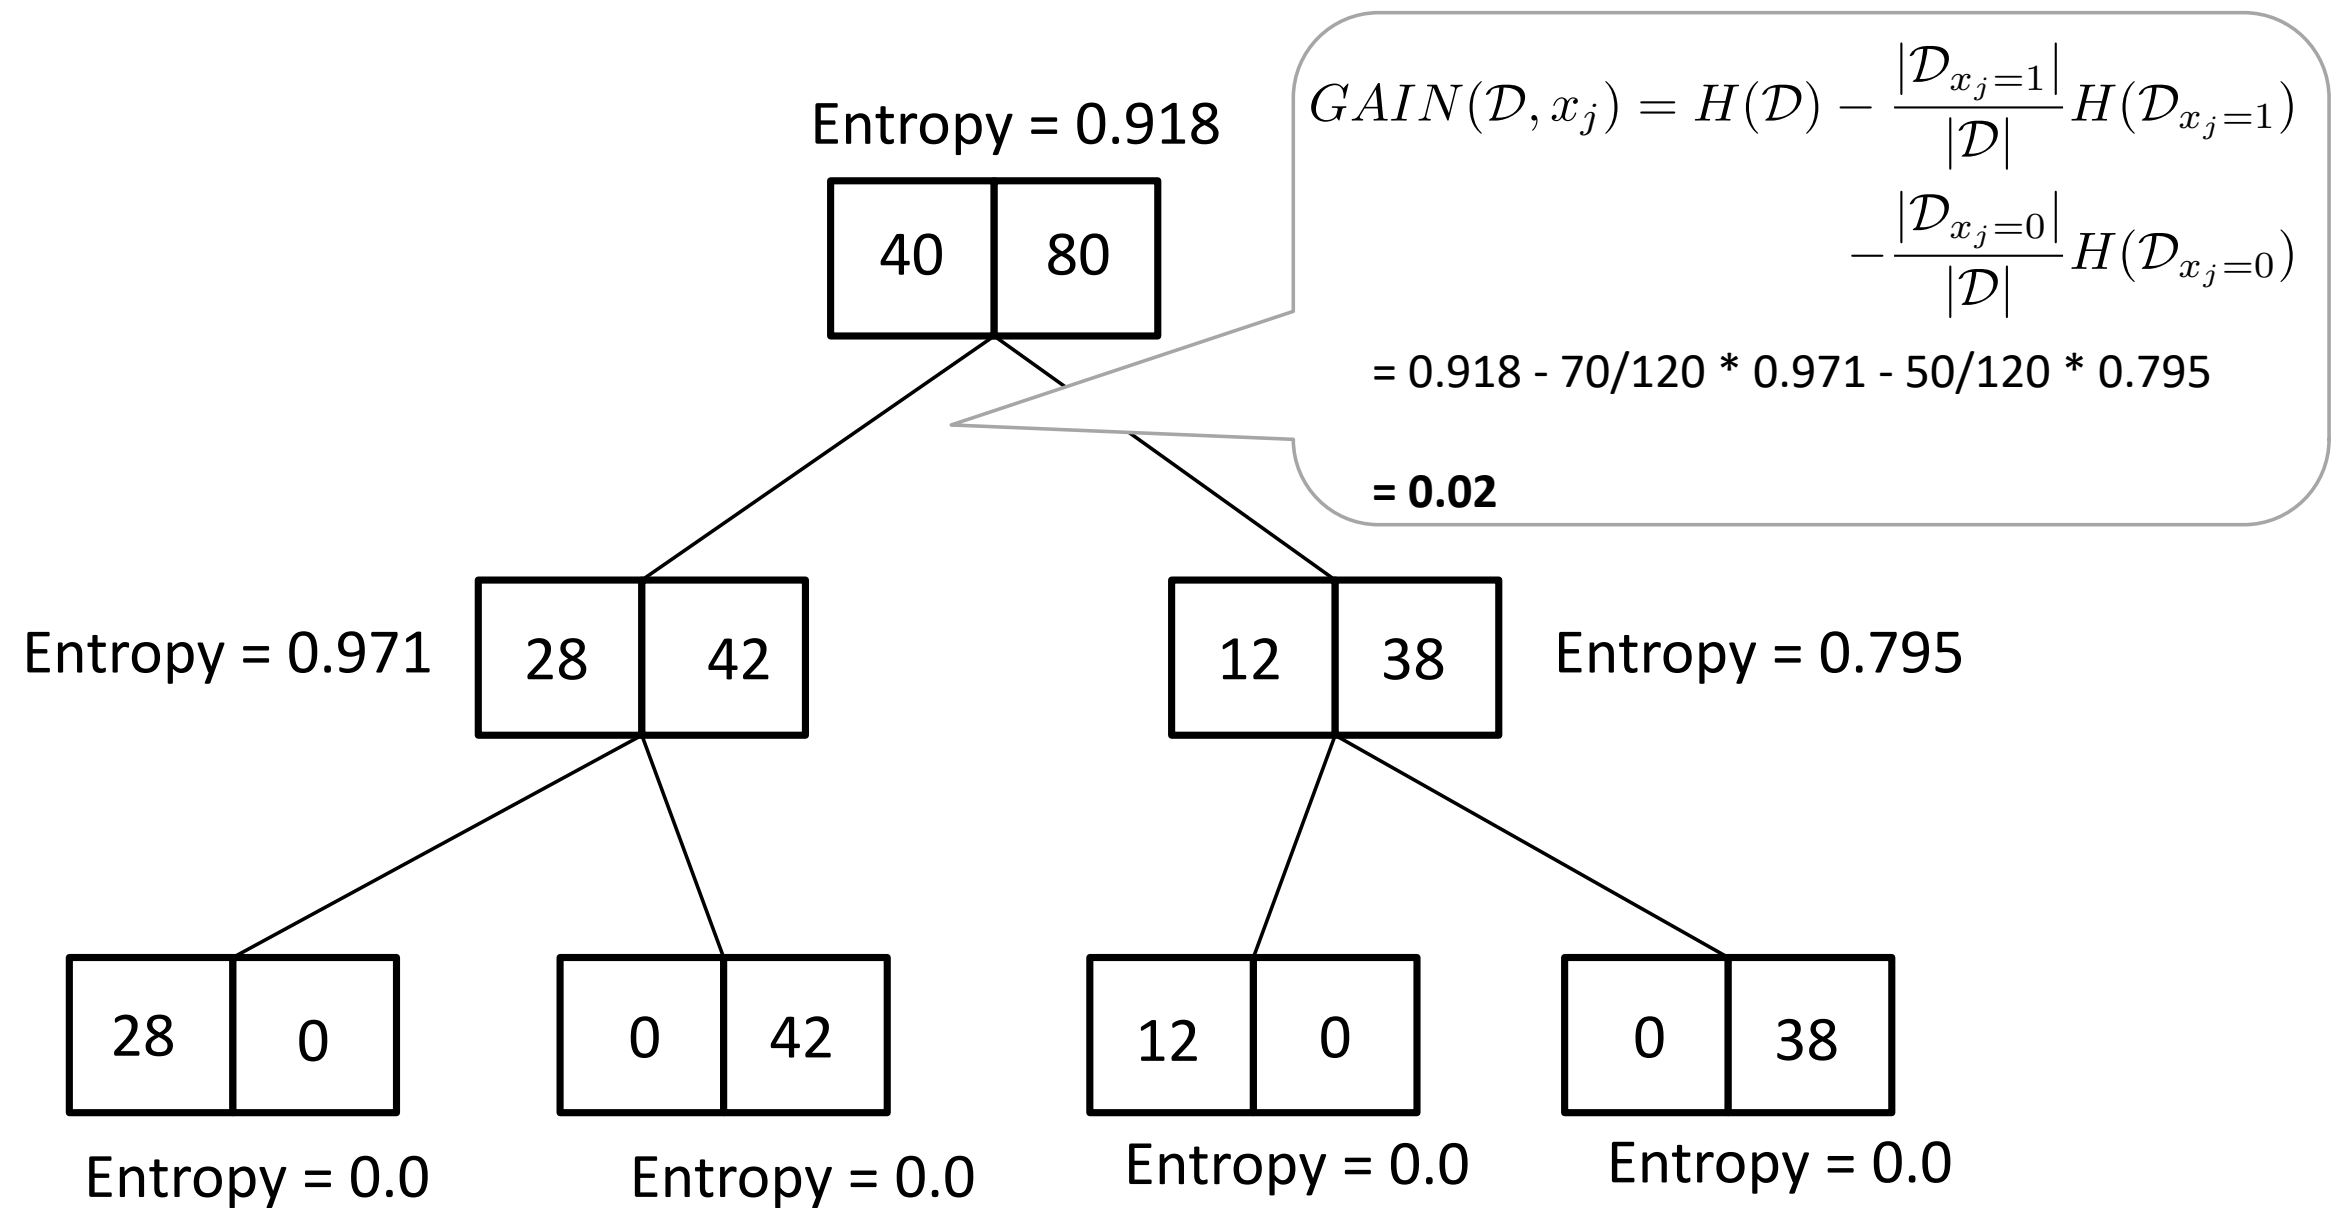 Entropy = 0.918
40 80
GAIN(𝒟, x_j) = H(𝒟) − |𝒟_{x_j=1}|/|𝒟| H(𝒟_{x_j=1})
− |𝒟_{x_j=0}|/|𝒟| H(𝒟_{x_j=0})
= 0.918 - 70/120 * 0.971 - 50/120 * 0.795
= 0.02
Entropy = 0.971
28 42
12 38
Entropy = 0.795
28 0
0 42
12 0
0 38
Entropy = 0.0
Entropy = 0.0
Entropy = 0.0
Entropy = 0.0